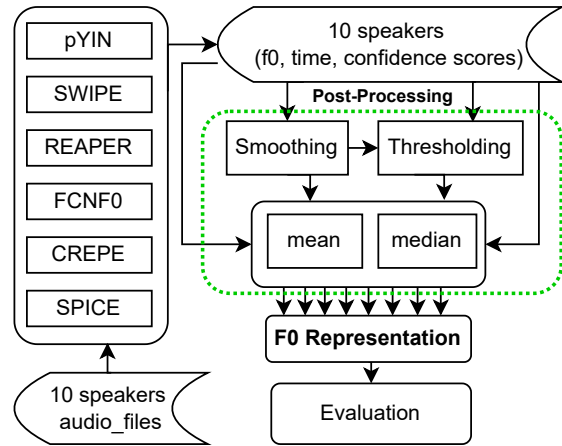 pYIN
SWIPE
REAPER
FCNF0
CREPE
SPICE
10 speakers
audio_files
10 speakers
(f0, time, confidence scores)
Post-Processing
Smoothing
Thresholding
mean
median
F0 Representation
Evaluation